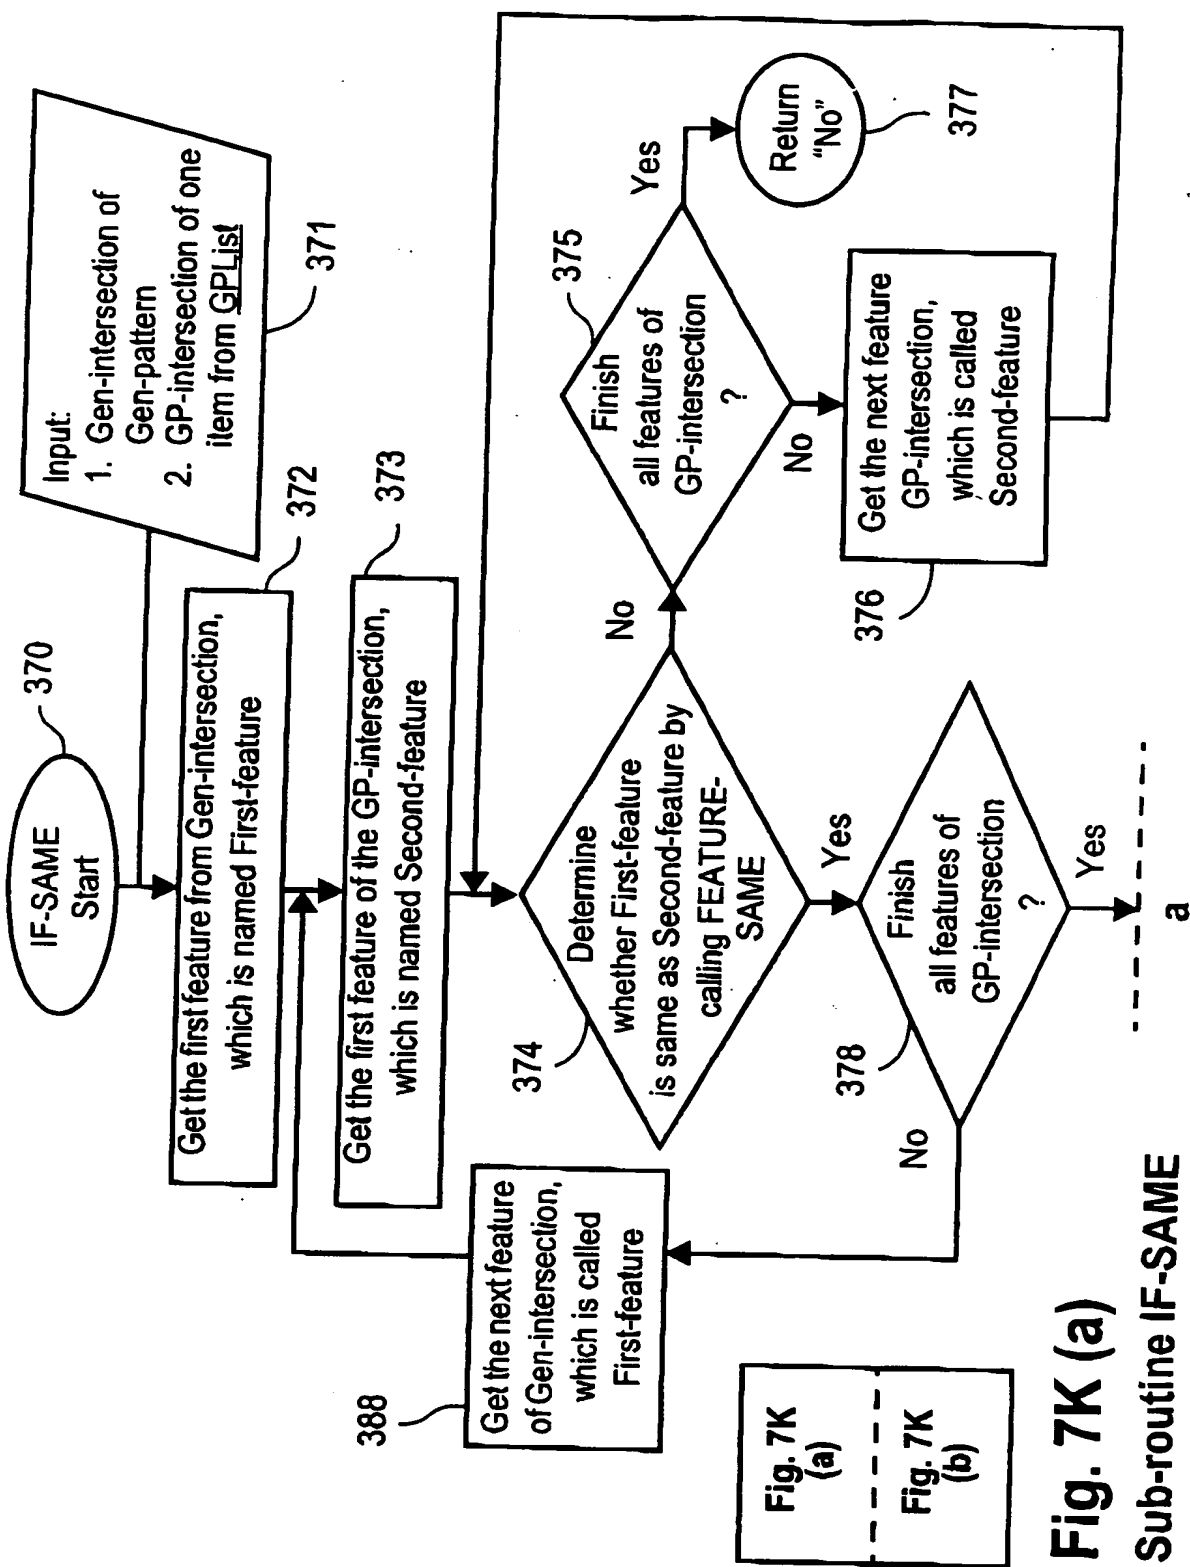 IF-SAME
Start
370
Input:
1. Gen-intersection of
Gen-pattern
2. GP-intersection of one
item from GPList
371
Get the first feature from Gen-intersection,
which is named First-feature
372
Get the first feature of the GP-intersection,
which is named Second-feature
373
Determine
whether First-feature
is same as Second-feature by
calling FEATURE-
SAME
374
No
Yes
Finish
all features of
GP-intersection
?
375
Yes
No
Return
“No”
377
Get the next feature
GP-intersection,
which is called
Second-feature
376
Finish
all features of
GP-intersection
?
378
No
Yes
a
Get the next feature
of Gen-intersection,
which is called
First-feature
388
Fig. 7K
(a)
Fig. 7K
(b)
Fig. 7K (a)
Sub-routine IF-SAME